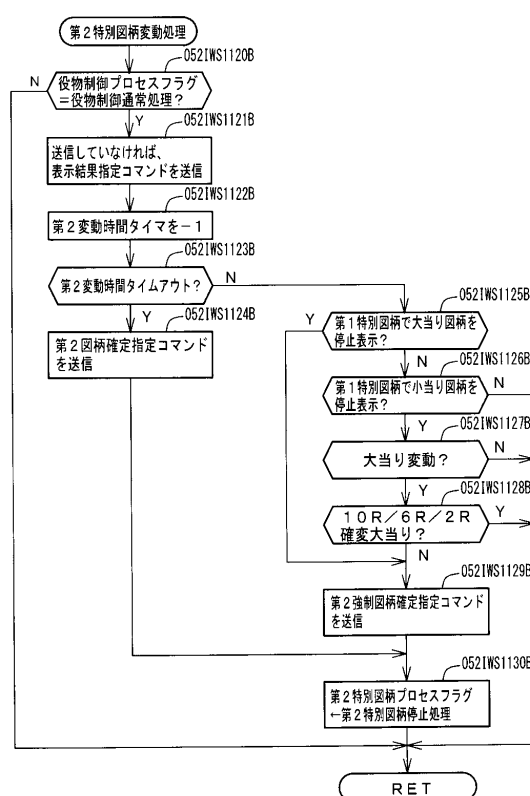 第2特別図柄変動処理
052IWS1120B
N
役物制御プロセスフラグ
＝役物制御通常処理？
Y
052IWS1121B
送信していなければ、
表示結果指定コマンドを送信
052IWS1122B
第2変動時間タイマを－1
052IWS1123B
第2変動時間タイムアウト？
N
Y
052IWS1124B
第2図柄確定指定コマンド
を送信
052IWS1125B
Y
第1特別図柄で大当り図柄を
停止表示？
N
052IWS1126B
第1特別図柄で小当り図柄を
停止表示？
N
Y
052IWS1127B
大当り変動？
N
Y
052IWS1128B
10R／6R／2R
確変大当り？
Y
N
052IWS1129B
第2強制図柄確定指定コマンド
を送信
052IWS1130B
第2特別図柄プロセスフラグ
←第2特別図柄停止処理
RET